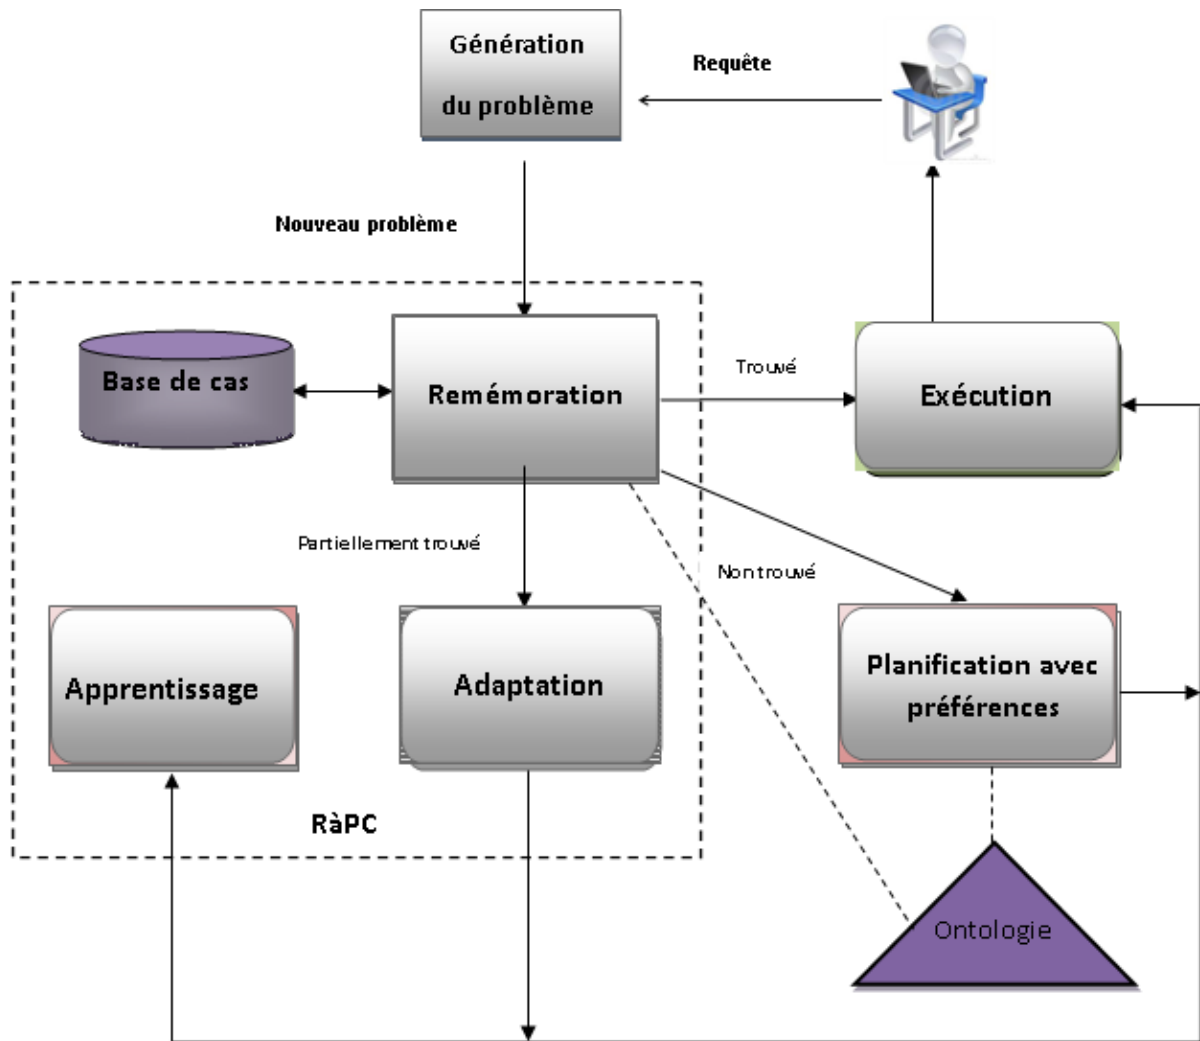 Génération
du problème
Requête
Nouveau problème
Base de cas
Remémoration
Trouvé
Exécution
Partiellement trouvé
Non trouvé
Apprentissage
Adaptation
Planification avec
préférences
RàPC
Ontologie